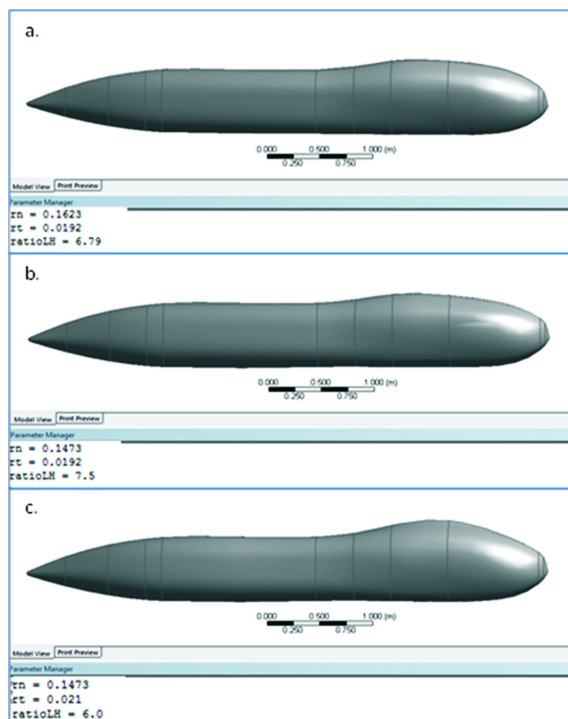 a.
0.000 0.500 1.000 (m)
0.250 0.750
Model View Print Preview
Parameter Manager
rn = 0.1623
rt = 0.0192
ratioLH = 6.79
b.
0.000 0.500 1.000 (m)
0.250 0.750
Model View Print Preview
Parameter Manager
rn = 0.1473
rt = 0.0192
ratioLH = 7.5
c.
0.000 0.500 1.000 (m)
0.250 0.750
Model View Print Preview
Parameter Manager
rn = 0.1473
rt = 0.021
ratioLH = 6.0